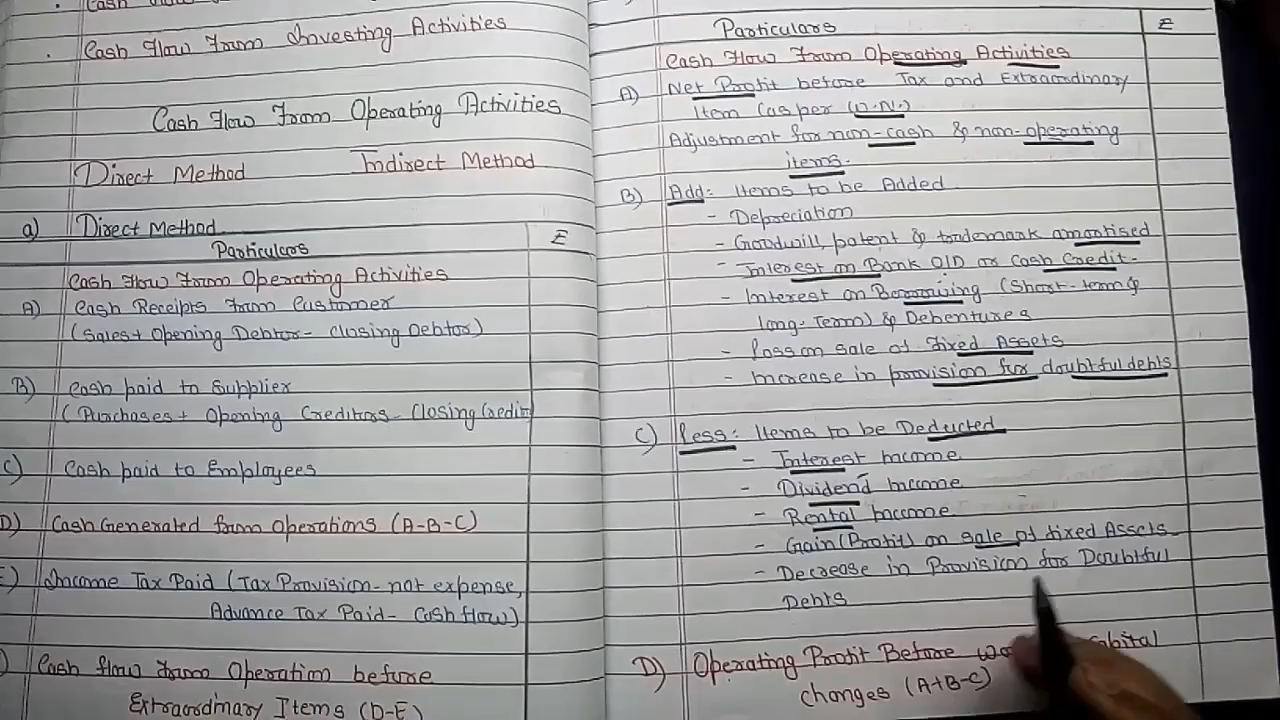 Cash
Cash Flow From Investing Activities
Cash Flow From Operating Activities
Direct Method Indirect Method
a) Direct Method
Particulars ₹
Cash Flow From Operating Activities
A) Cash Receipts From Customer
(Sales+ Opening Debtor- Closing Debtor)
B) Cash paid to Supplier
(Purchases+ Opening Creditors- Closing Credit
C) Cash paid to Employees
D) Cash Generated from Operations (A-B-C)
E) Income Tax Paid (Tax Provision- not expense,
Advance Tax Paid- Cash flow)
) Cash flow From Operation before
Extraordinary Items (D-E)
Particulars ₹
Cash Flow From Operating Activities
A) Net Profit before Tax and Extraordinary
Item (as per W.N.)
Adjustment for non-cash & non-operating
items.
B) Add: Items to be Added
- Depreciation
- Goodwill, patent & trademark amortised
- Interest on Bank O/D or Cash Credit.
- Interest on Borrowing (Short-term &
long-Term) & Debentures
- Loss on sale of Fixed Assets
- Increase in provision for doubtful debts
C) Less: Items to be Deducted
- Interest Income
- Dividend Income
- Rental Income
- Gain (Profit) on sale of fixed Assets
- Decrease in Provision for Doubtful
Debts
D) Operating Profit Before
changes (A+B-C)